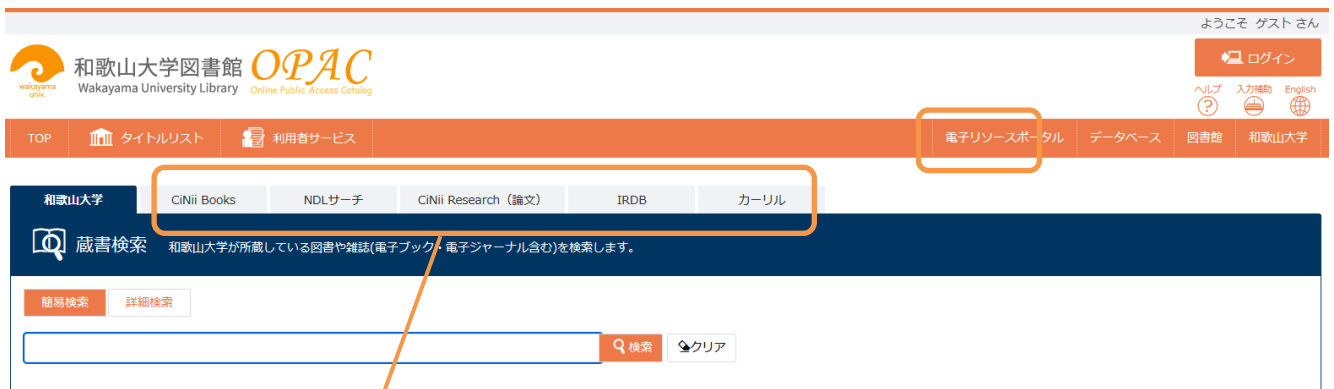 ようこそ ゲスト さん
和歌山大学図書館 OPAC
Wakayama University Library Online Public Access Catalog
wakayama univ.
ログイン
ヘルプ 入力補助 English
TOP タイトルリスト 利用者サービス 電子リソースポータル データベース 図書館 和歌山大学
和歌山大学 CiNii Books NDLサーチ CiNii Research（論文） IRDB カーリル
蔵書検索 和歌山大学が所蔵している図書や雑誌(電子ブック・電子ジャーナル含む)を検索します。
簡易検索 詳細検索
検索 クリア